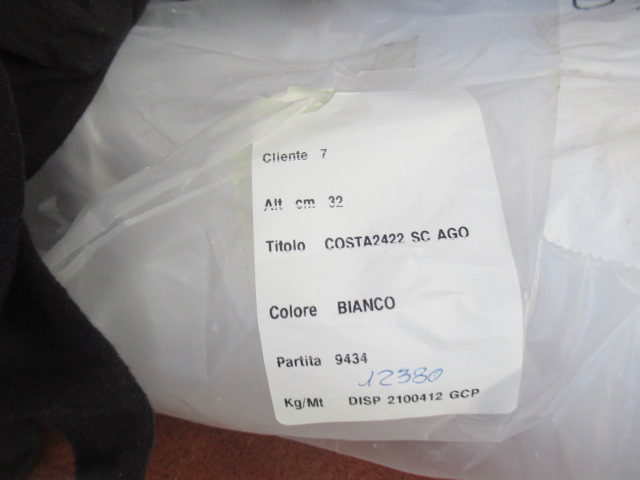 Cliente 7
Alt cm 32
Titolo COSTA2422 SC AGO
Colore BIANCO
Partita 9434
12380
Kg/Mt DISP 2100412 GCP